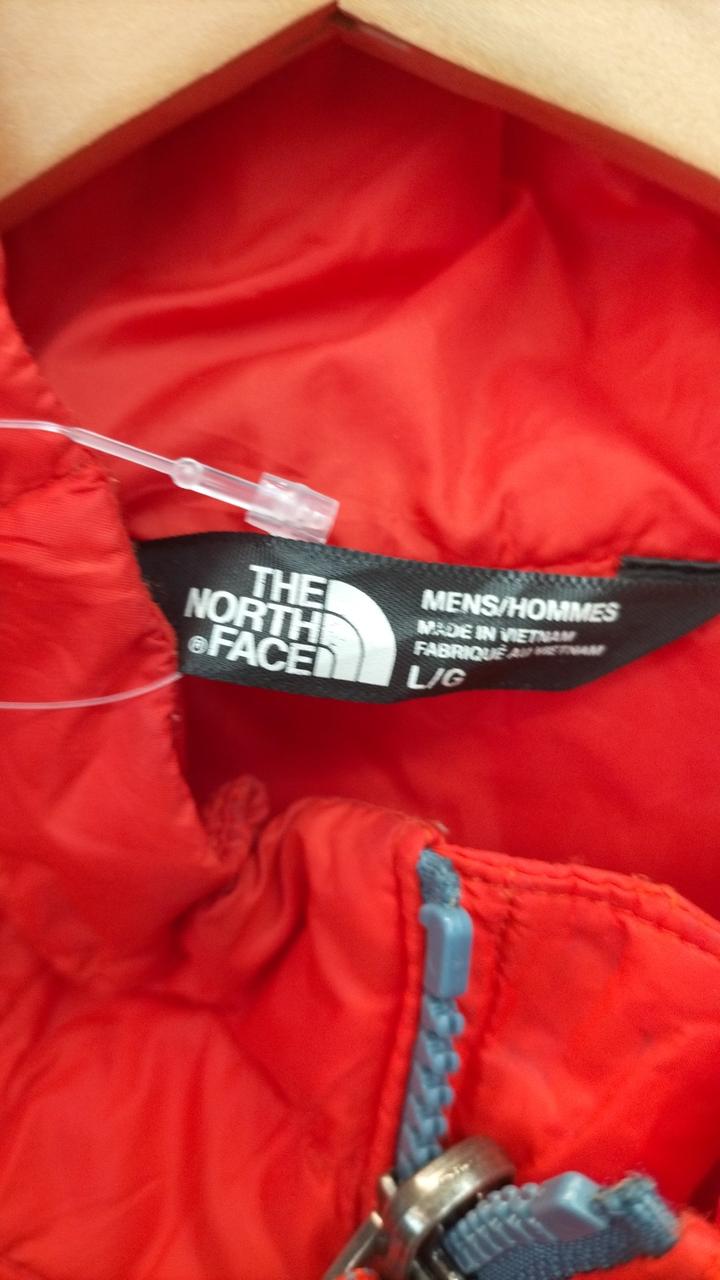 THE
NORTH
®FACE
MENS/HOMMES
MADE IN VIETNAM
FABRIQUÉ AU VIETNAM
L/G